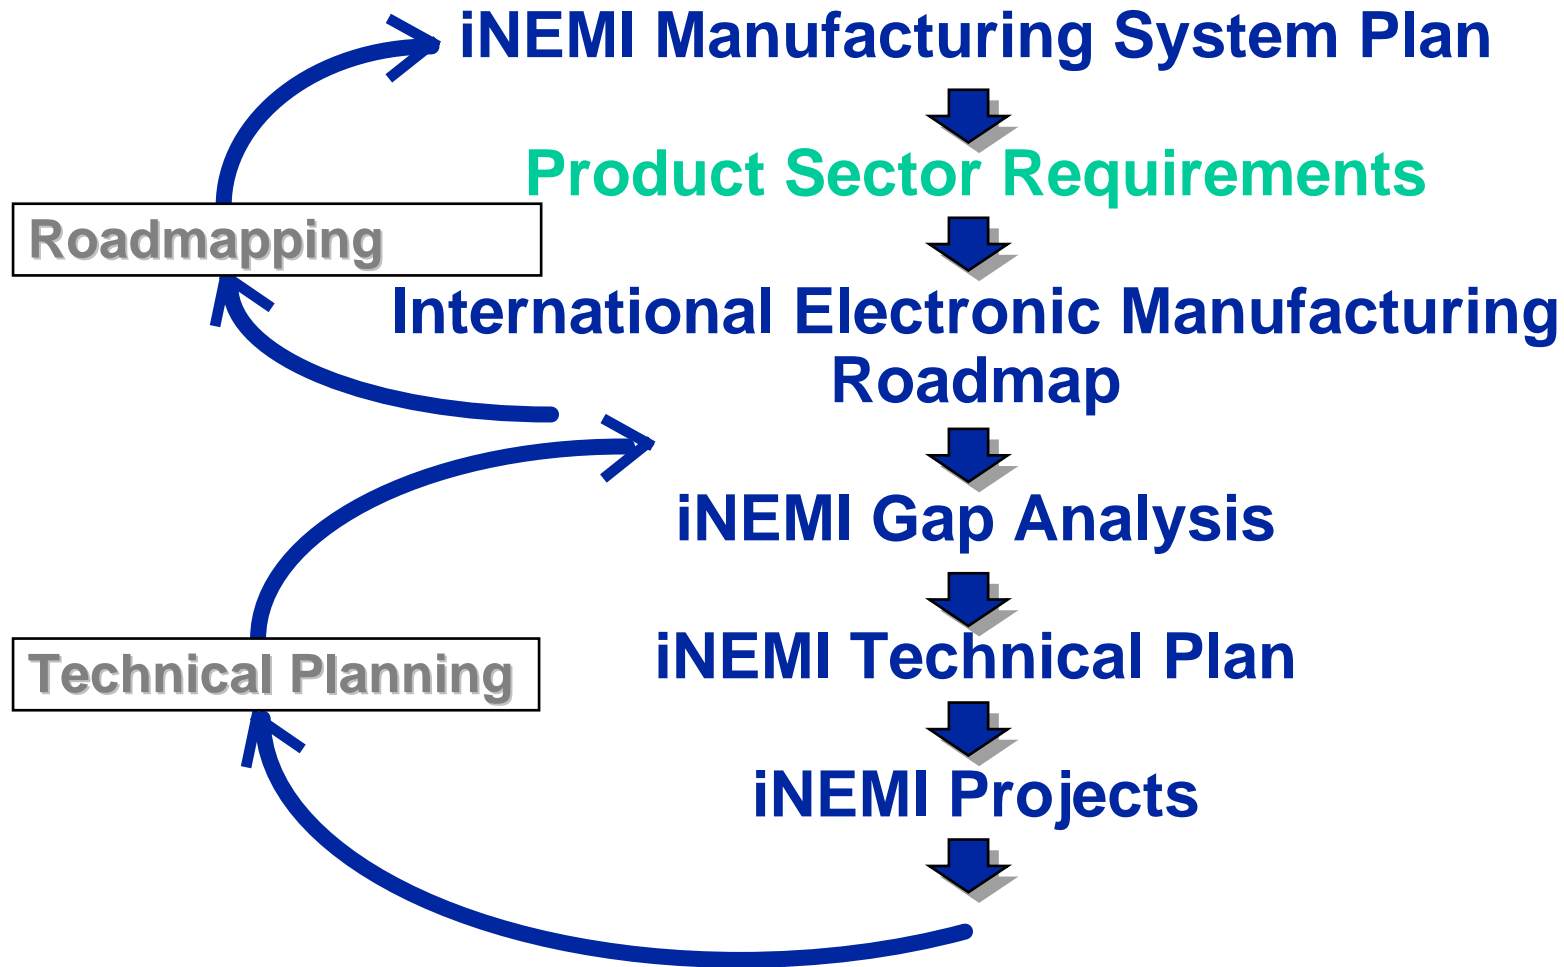 iNEMI Manufacturing System Plan
Product Sector Requirements
Roadmapping
International Electronic Manufacturing
Roadmap
iNEMI Gap Analysis
iNEMI Technical Plan
Technical Planning
iNEMI Projects